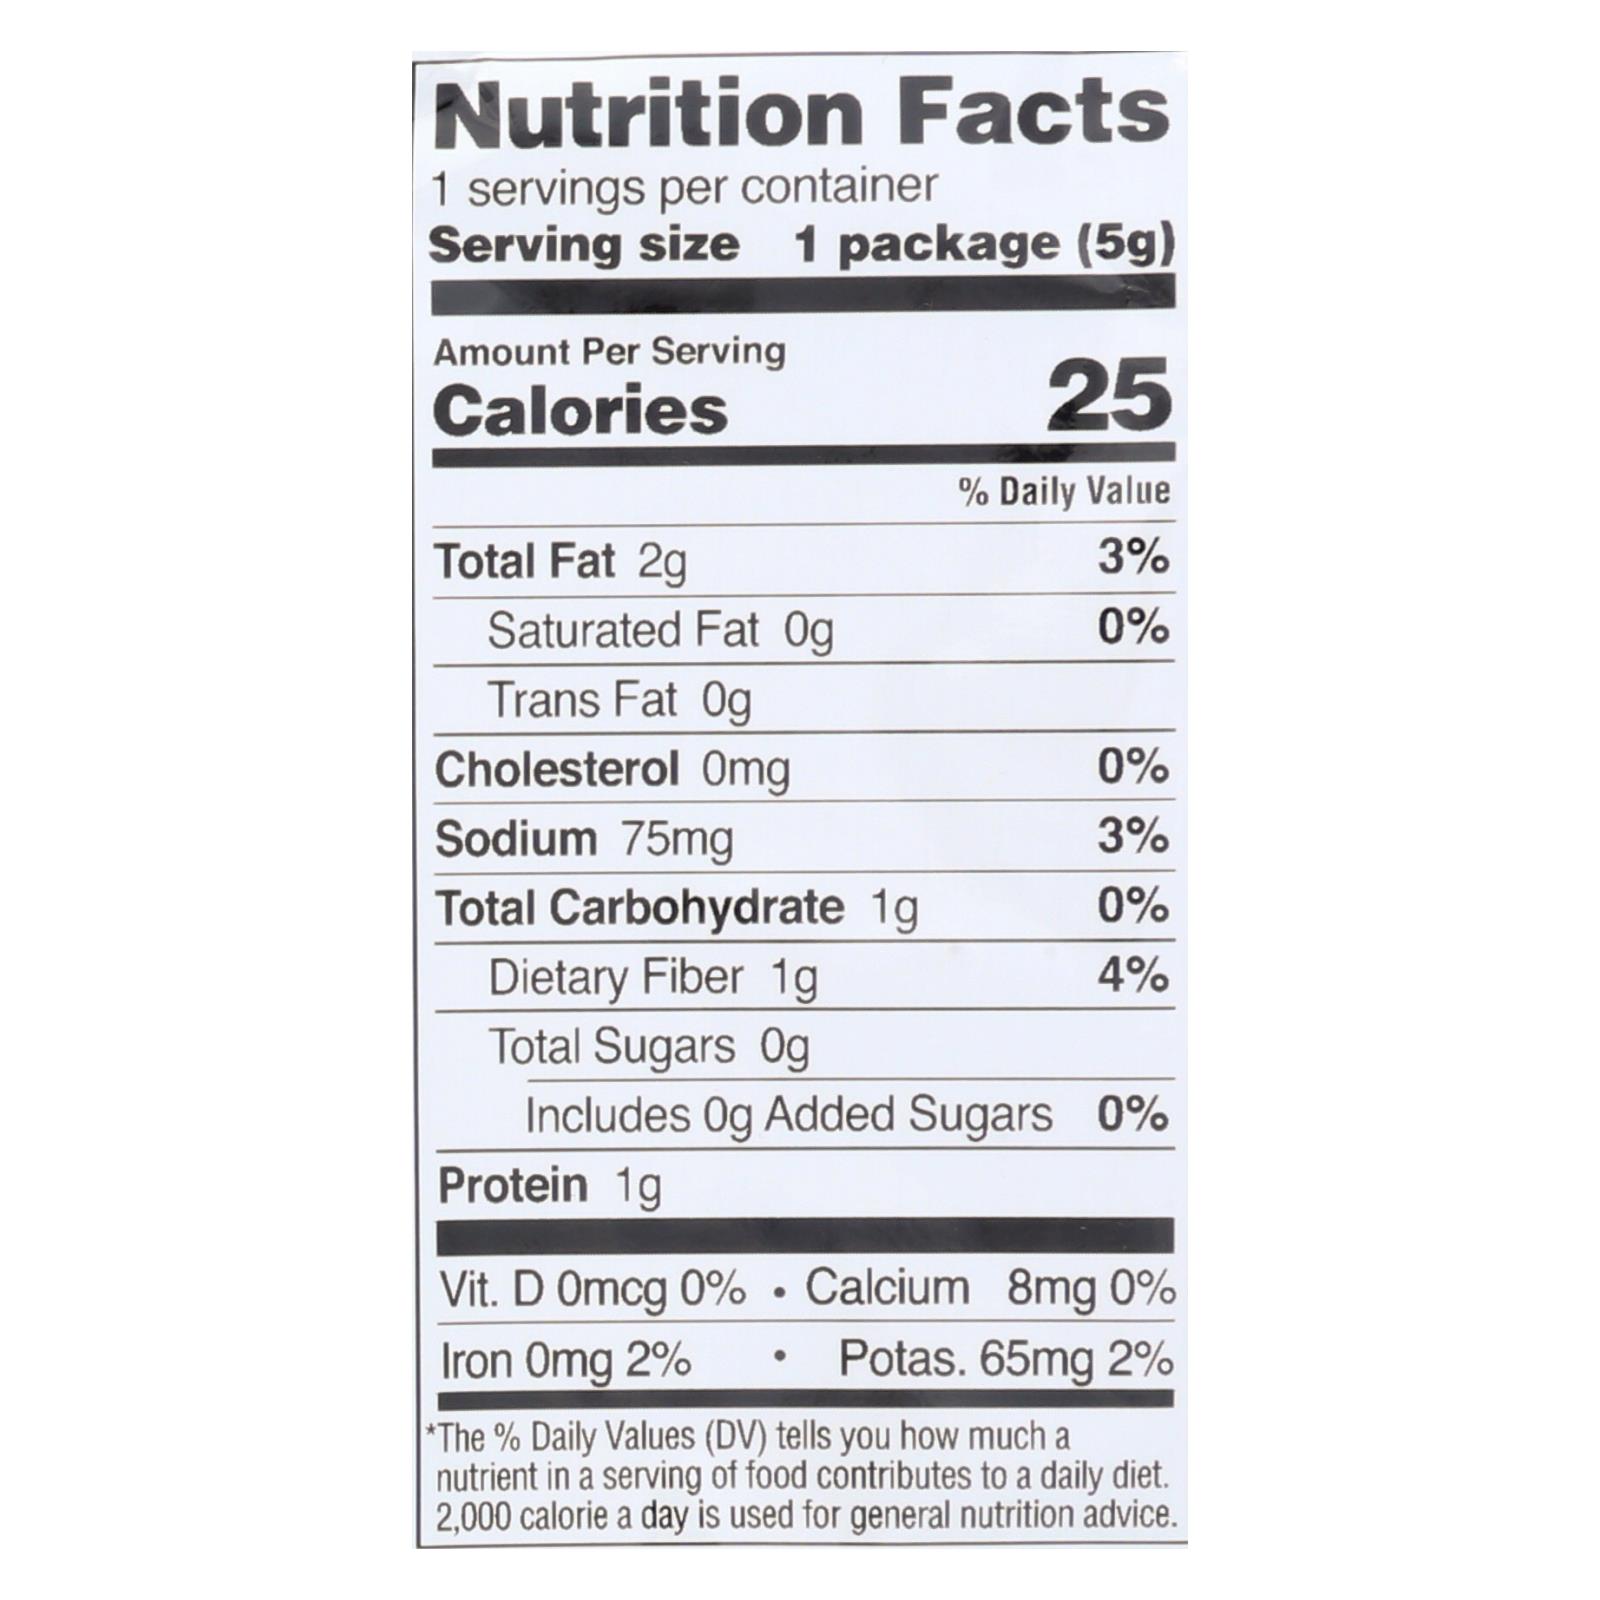 Nutrition Facts
1 servings per container
Serving size 1 package (5g)
Amount Per Serving
Calories 25
% Daily Value
Total Fat 2g 3%
Saturated Fat 0g 0%
Trans Fat 0g
Cholesterol 0mg 0%
Sodium 75mg 3%
Total Carbohydrate 1g 0%
Dietary Fiber 1g 4%
Total Sugars 0g
Includes 0g Added Sugars 0%
Protein 1g
Vit. D 0mcg 0% • Calcium 8mg 0%
Iron 0mg 2% • Potas. 65mg 2%
*The % Daily Values (DV) tells you how much a
nutrient in a serving of food contributes to a daily diet.
2,000 calorie a day is used for general nutrition advice.